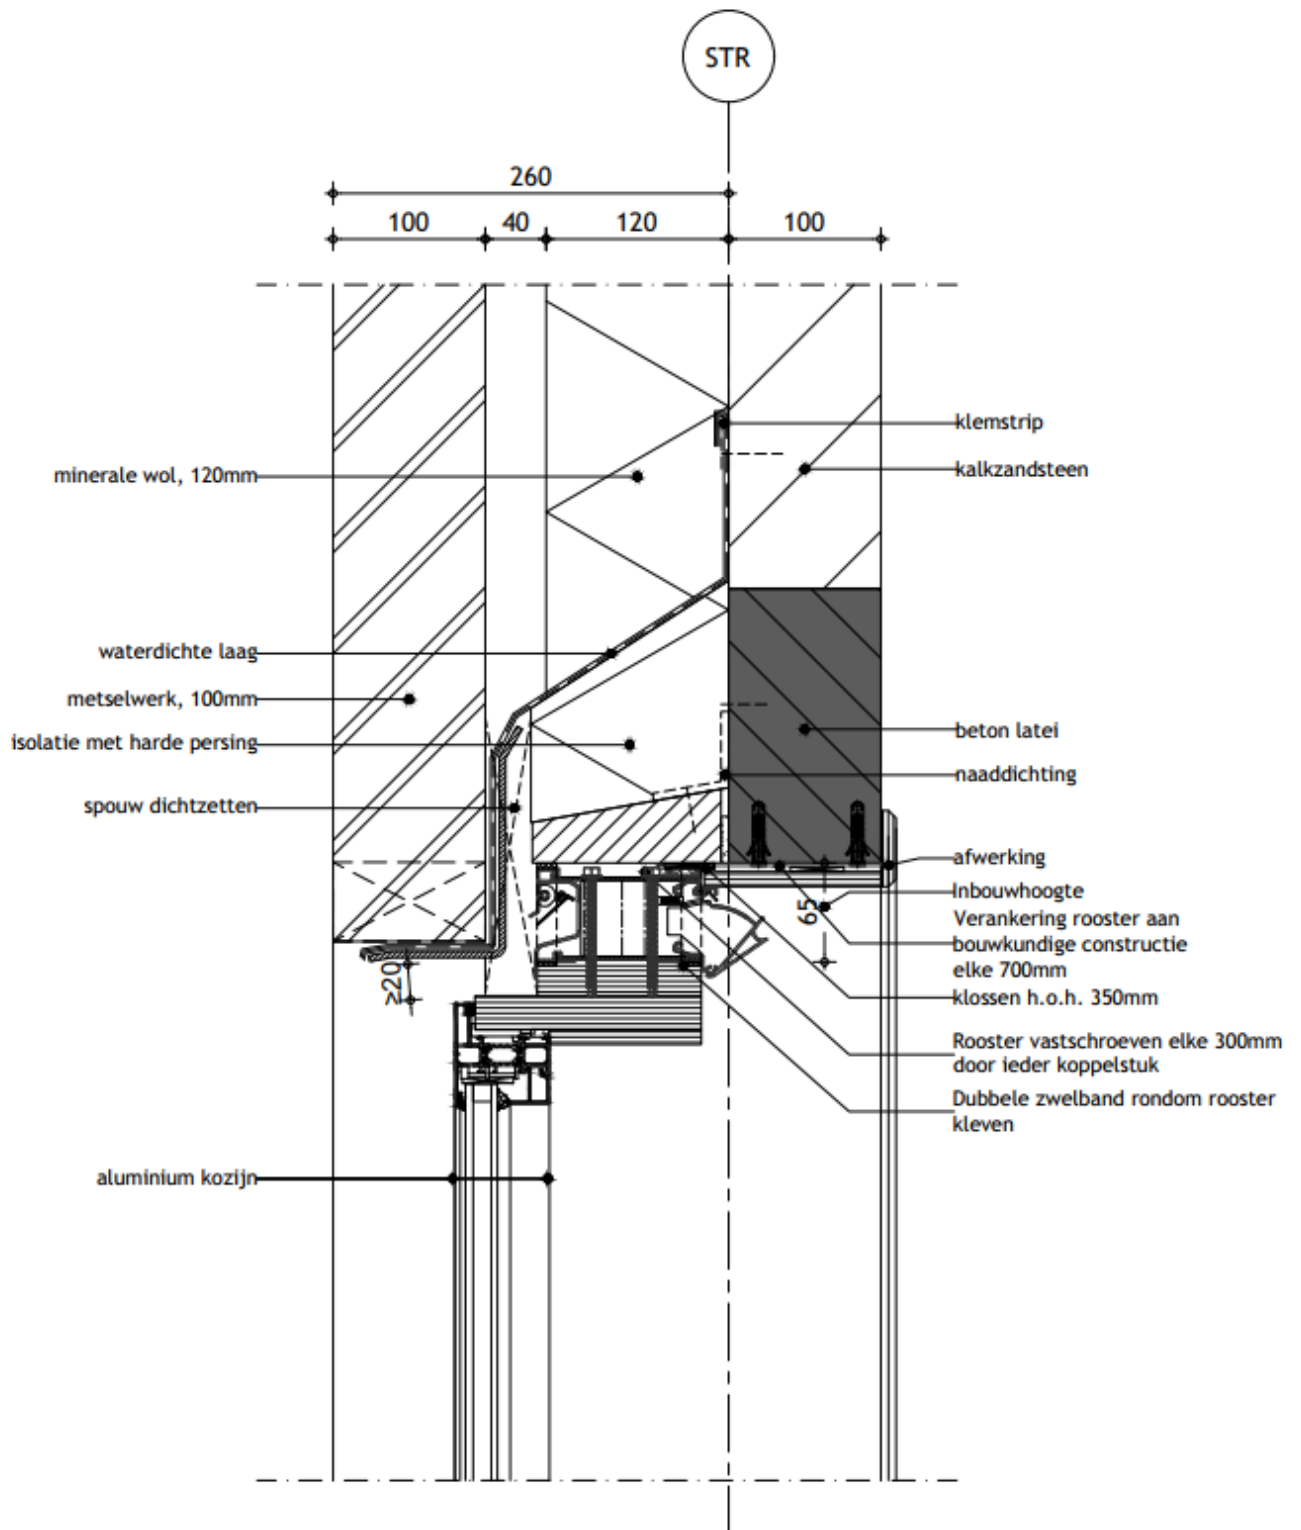 STR
260
100 40 120 100
klemstrip
kalkzandsteen
minerale wol, 120mm
waterdichte laag
metselwerk, 100mm
isolatie met harde persing
spouw dichtzetten
beton latei
naaddichting
afwerking
Inbouwhoogte
65
Verankering rooster aan
bouwkundige constructie
elke 700mm
≥20
klossen h.o.h. 350mm
Rooster vastschroeven elke 300mm
door ieder koppelstuk
Dubbele zwelband rondom rooster
kleven
aluminium kozijn